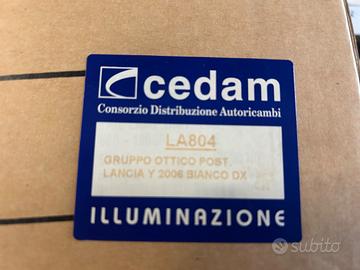 cedam
Consorzio Distribuzione Autoricambi
LA804
GRUPPO OTTICO POST.
LANCIA Y 2006 BIANCO DX
ILLUMINAZIONE
subito